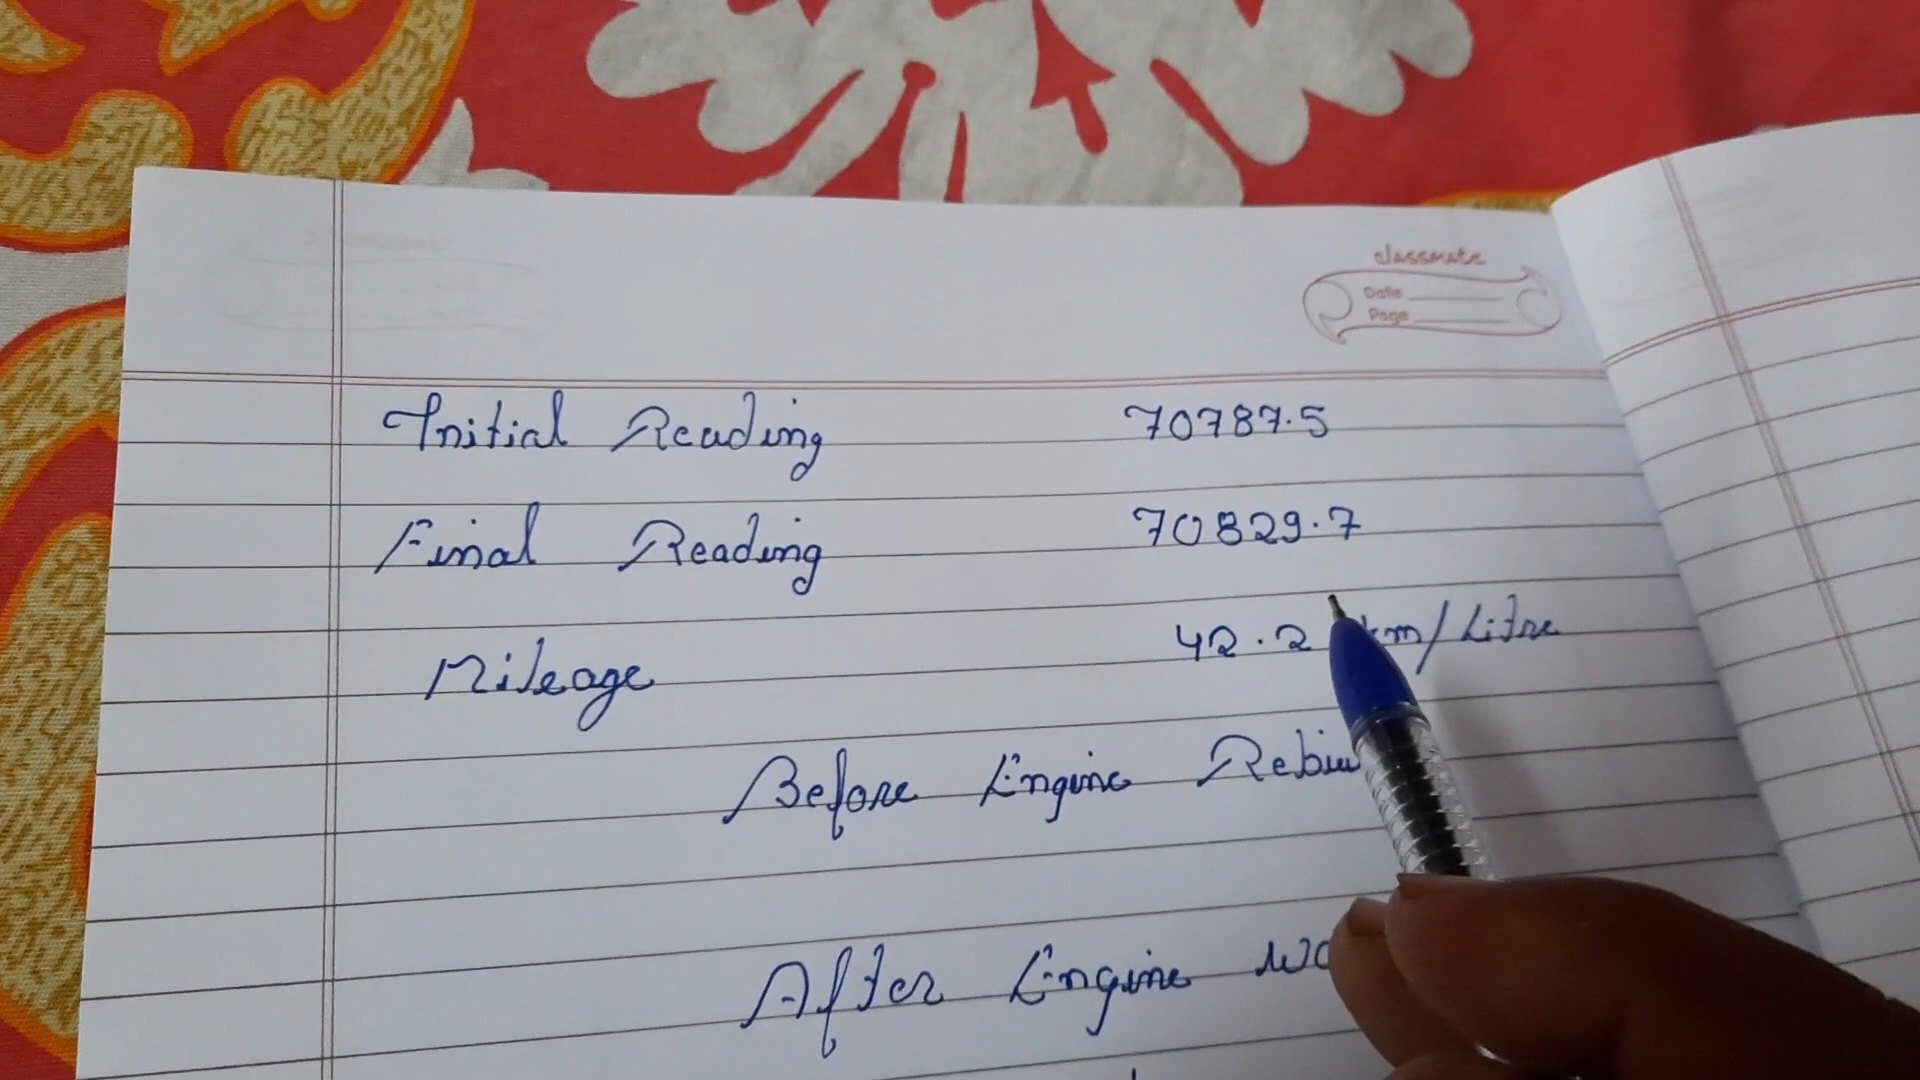 classmate
Date
Page
Initial Reading 70787.5
Final Reading 70829.7
Mileage 42.2 km/Litre
Before Engine
After Engine